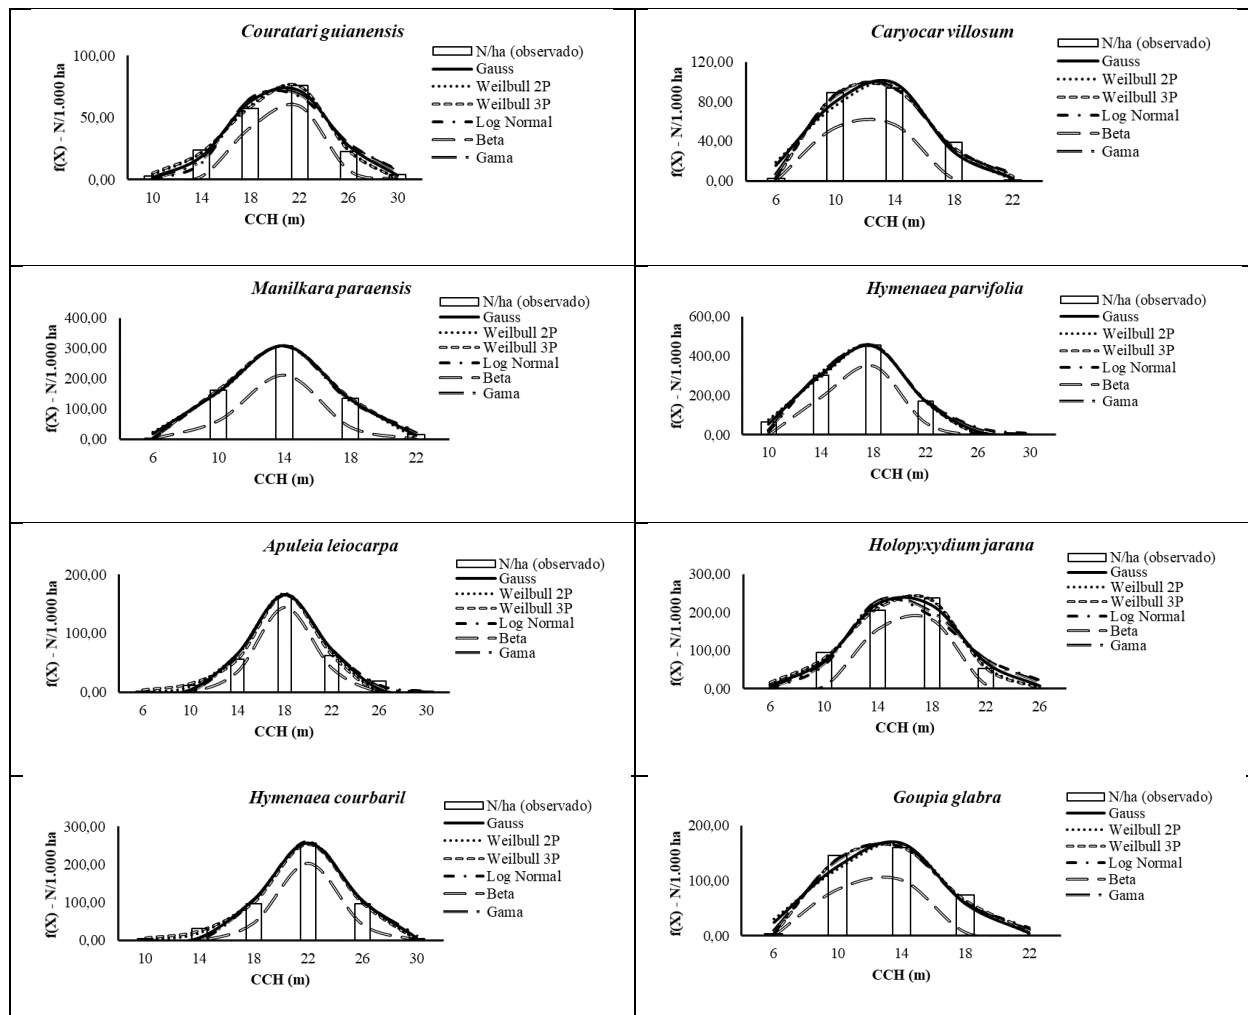 Couratari guianensis
f(X) - N/1.000 ha
100,00
50,00
0,00
10 14 18 22 26 30
CCH (m)
N/ha (observado)
Gauss
Weilbull 2P
Weilbull 3P
Log Normal
Beta
Gama
Caryocar villosum
f(X) - N/1.000 ha
120,00
80,00
40,00
0,00
6 10 14 18 22
CCH (m)
N/ha (observado)
Gauss
Weilbull 2P
Weilbull 3P
Log Normal
Beta
Gama
Manilkara paraensis
f(X) - N/1.000 ha
400,00
300,00
200,00
100,00
0,00
6 10 14 18 22
CCH (m)
N/ha (observado)
Gauss
Weilbull 2P
Weilbull 3P
Log Normal
Beta
Gama
Hymenaea parvifolia
f(X) - N/1.000 ha
600,00
400,00
200,00
0,00
10 14 18 22 26 30
CCH (m)
N/ha (observado)
Gauss
Weilbull 2P
Weilbull 3P
Log Normal
Beta
Gama
Apuleia leiocarpa
f(X) - N/1.000 ha
200,00
100,00
0,00
6 10 14 18 22 26 30
CCH (m)
N/ha (observado)
Gauss
Weilbull 2P
Weilbull 3P
Log Normal
Beta
Gama
Holopyxydium jarana
f(X) - N/1.000 ha
300,00
200,00
100,00
0,00
6 10 14 18 22 26
CCH (m)
N/ha (observado)
Gauss
Weilbull 2P
Weilbull 3P
Log Normal
Beta
Gama
Hymenaea courbaril
f(X) - N/1.000 ha
300,00
200,00
100,00
0,00
10 14 18 22 26 30
CCH (m)
N/ha (observado)
Gauss
Weilbull 2P
Weilbull 3P
Log Normal
Beta
Gama
Goupia glabra
f(X) - N/1.000 ha
200,00
100,00
0,00
6 10 14 18 22
CCH (m)
N/ha (observado)
Gauss
Weilbull 2P
Weilbull 3P
Log Normal
Beta
Gama